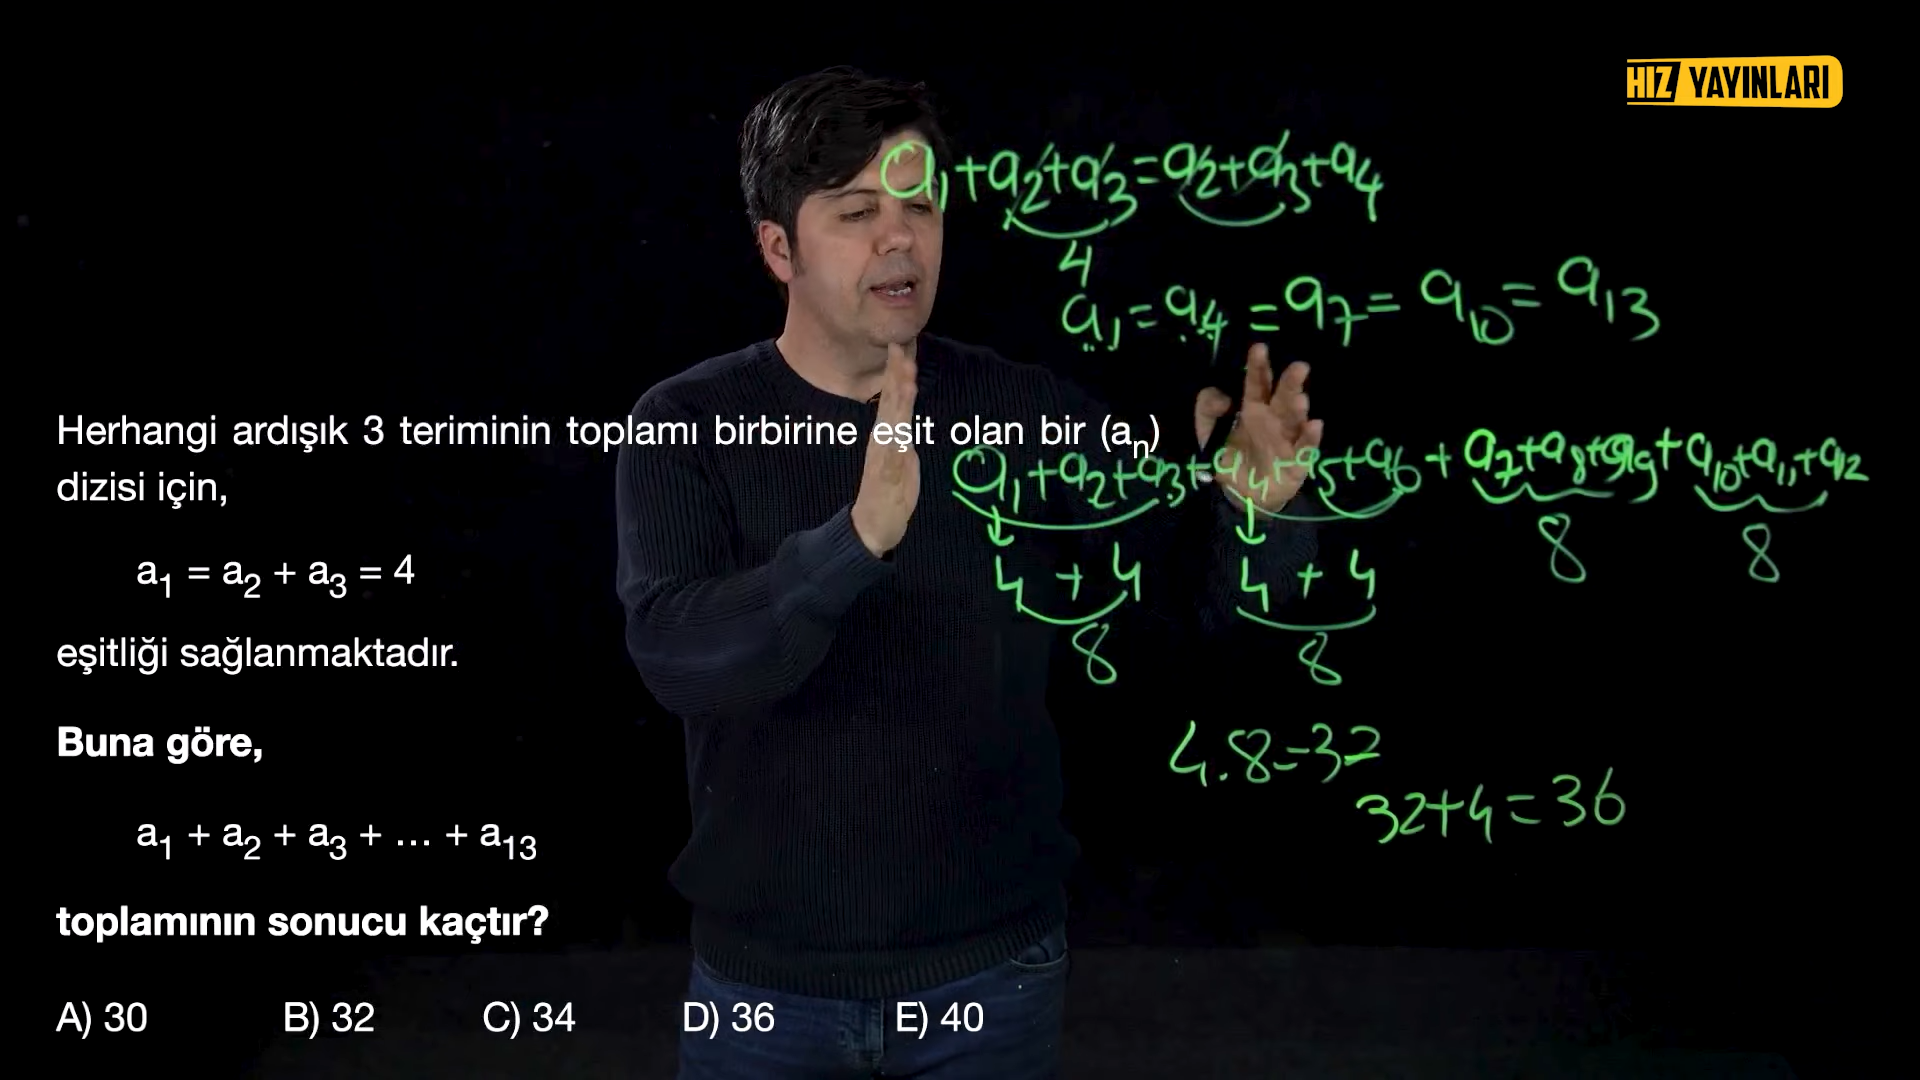 HIZ YAYINLARI
a₁+a₂+a₃=a₂+a₃+a₄
4
a₁=a₄=a₇=a₁₀=a₁₃
Herhangi ardışık 3 teriminin toplamı birbirine eşit olan bir (aₙ)
dizisi için,
a₁+a₂+a₃+a₄+a₅+a₆+a₇+a₈+a₉+a₁₀+a₁₁+a₁₂
8 8
a₁ = a₂ + a₃ = 4
4+4 4+4
eşitliği sağlanmaktadır.
8 8
Buna göre,
4.8=32
32+4=36
a₁ + a₂ + a₃ + ... + a₁₃
toplamının sonucu kaçtır?
A) 30 B) 32 C) 34 D) 36 E) 40